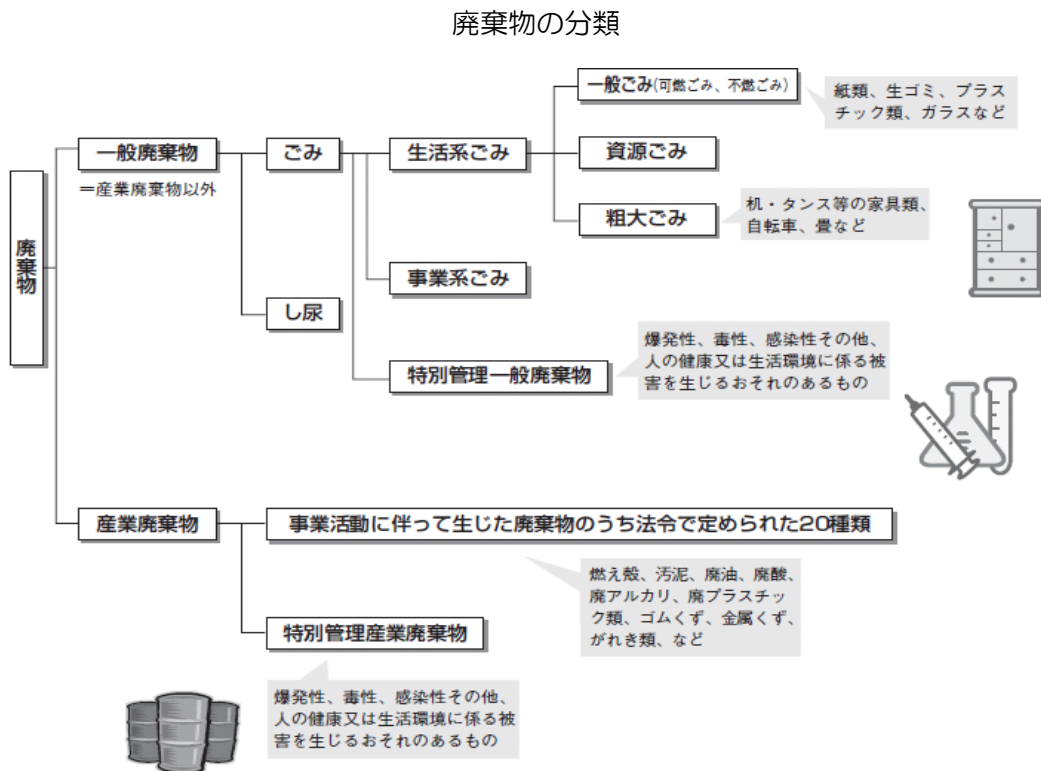 廃棄物の分類
一般ごみ(可燃ごみ、不燃ごみ)
紙類、生ゴミ、プラス
チック類、ガラスなど
一般廃棄物
ごみ
生活系ごみ
資源ごみ
＝産業廃棄物以外
粗大ごみ
机・タンス等の家具類、
自転車、畳など
廃棄物
事業系ごみ
し尿
特別管理一般廃棄物
爆発性、毒性、感染性その他、
人の健康又は生活環境に係る被
害を生じるおそれのあるもの
産業廃棄物
事業活動に伴って生じた廃棄物のうち法令で定められた20種類
燃え殻、汚泥、廃油、廃酸、
廃アルカリ、廃プラスチッ
ク類、ゴムくず、金属くず、
がれき類、など
特別管理産業廃棄物
爆発性、毒性、感染性その他、
人の健康又は生活環境に係る被
害を生じるおそれのあるもの